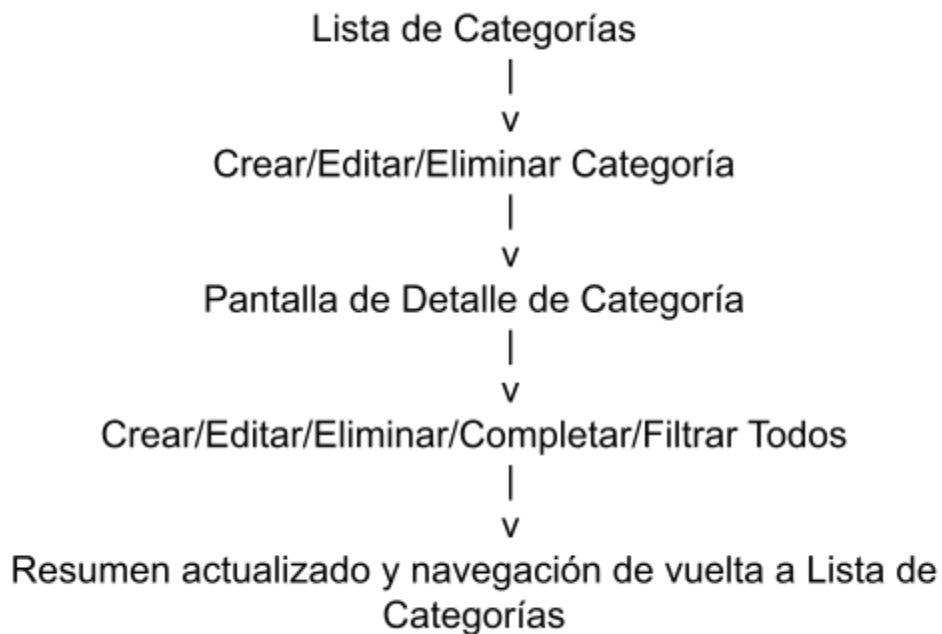 Lista de Categorías
|
v
Crear/Editar/Eliminar Categoría
|
v
Pantalla de Detalle de Categoría
|
v
Crear/Editar/Eliminar/Completar/Filtrar Todos
|
v
Resumen actualizado y navegación de vuelta a Lista de
Categorías